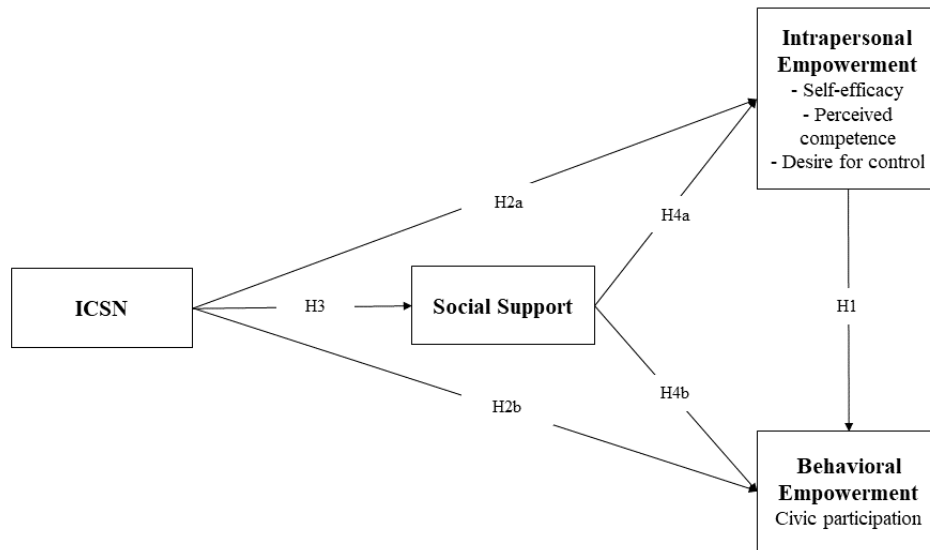 Intrapersonal
Empowerment
- Self-efficacy
- Perceived
competence
- Desire for control
H2a
H4a
ICSN
H3
Social Support
H1
H2b
H4b
Behavioral
Empowerment
Civic participation